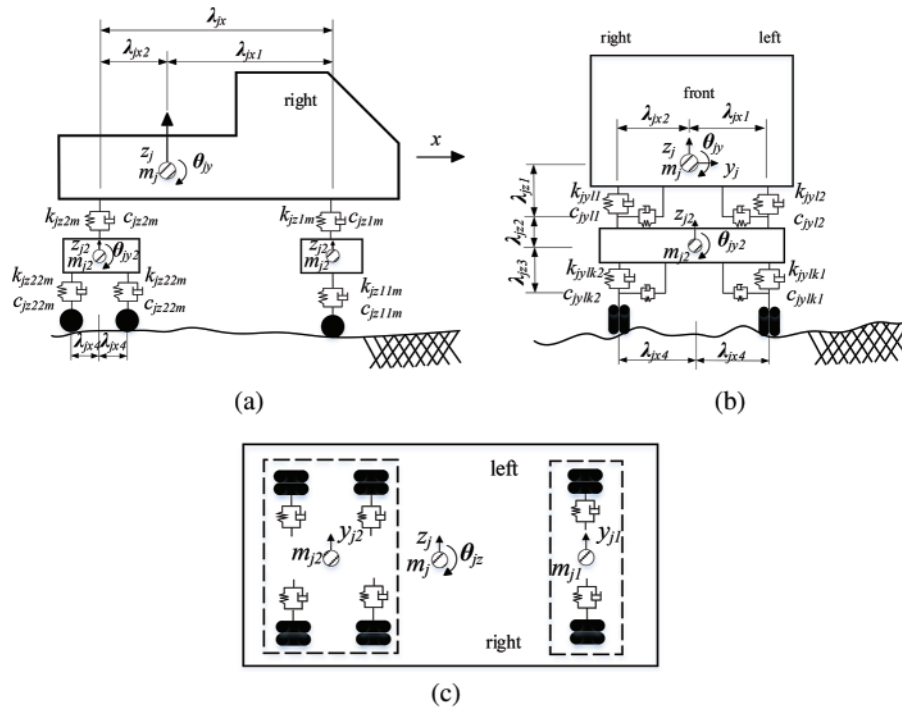 λjx
λjx2
λjx1
right
zj
mj
θjy
x
kjz2m
cjz2m
kjz1m
cjz1m
zj2
mj2
θjy2
zj2
mj2
kjz22m
cjz22m
kjz22m
cjz22m
kjz11m
cjz11m
λjx4
λjx4
(a)
right
left
front
λjx2
λjx1
θjy
zj
mj
yj
λjz1
kjyl1
cjyl1
kjyl2
cjyl2
λjz2
zj2
mj2
θjy2
λjz3
kjylk2
cjylk2
kjylk1
cjylk1
λjx4
λjx4
(b)
left
yj2
mj2
zj
mj
θjz
yj1
mj1
right
(c)